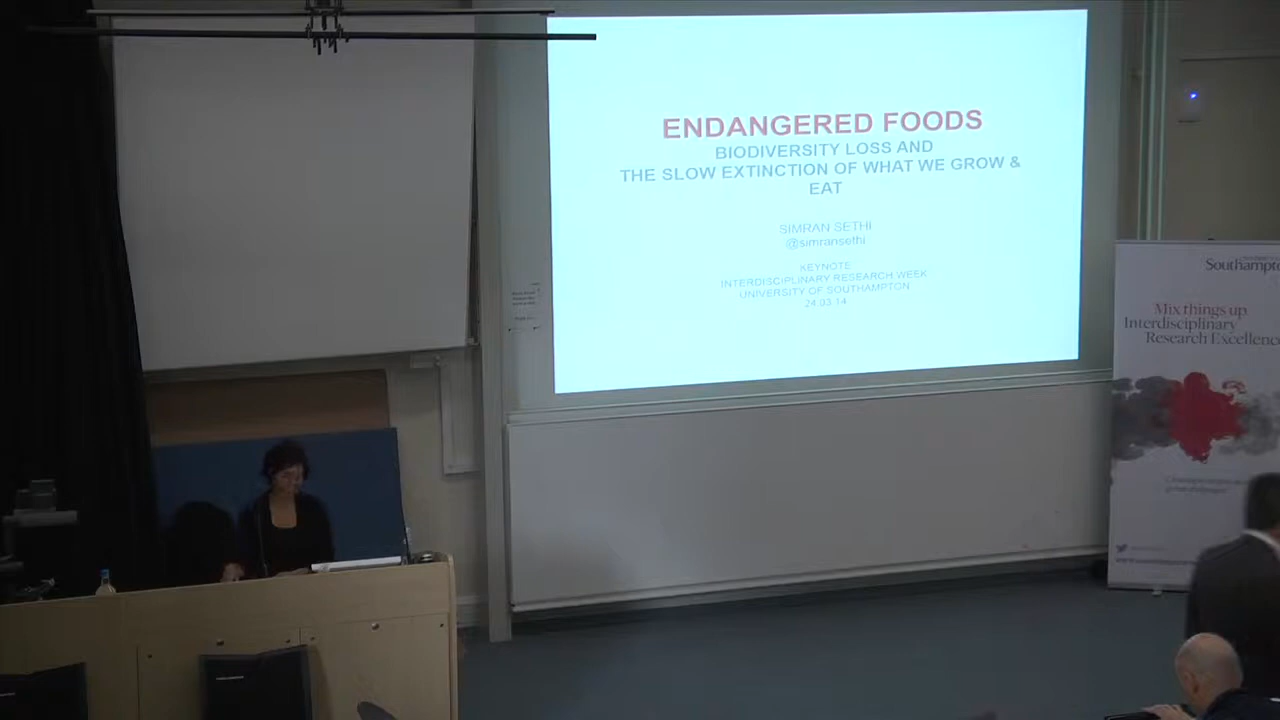 ENDANGERED FOODS
BIODIVERSITY LOSS AND
THE SLOW EXTINCTION OF WHAT WE GROW &
EAT
SIMRAN SETHI
@simransethi
KEYNOTE
INTERDISCIPLINARY RESEARCH WEEK
UNIVERSITY OF SOUTHAMPTON
24.03.14
Southampto
Mix things up
Interdisciplinary
Research Excellence